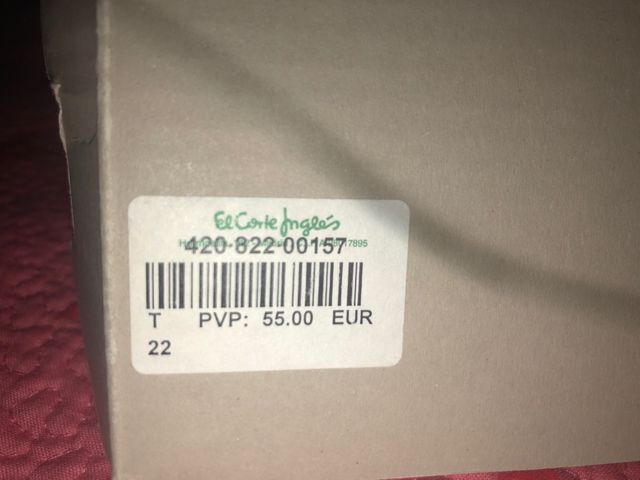 El Corte Inglés
420-822-00157
T PVP: 55.00 EUR
22